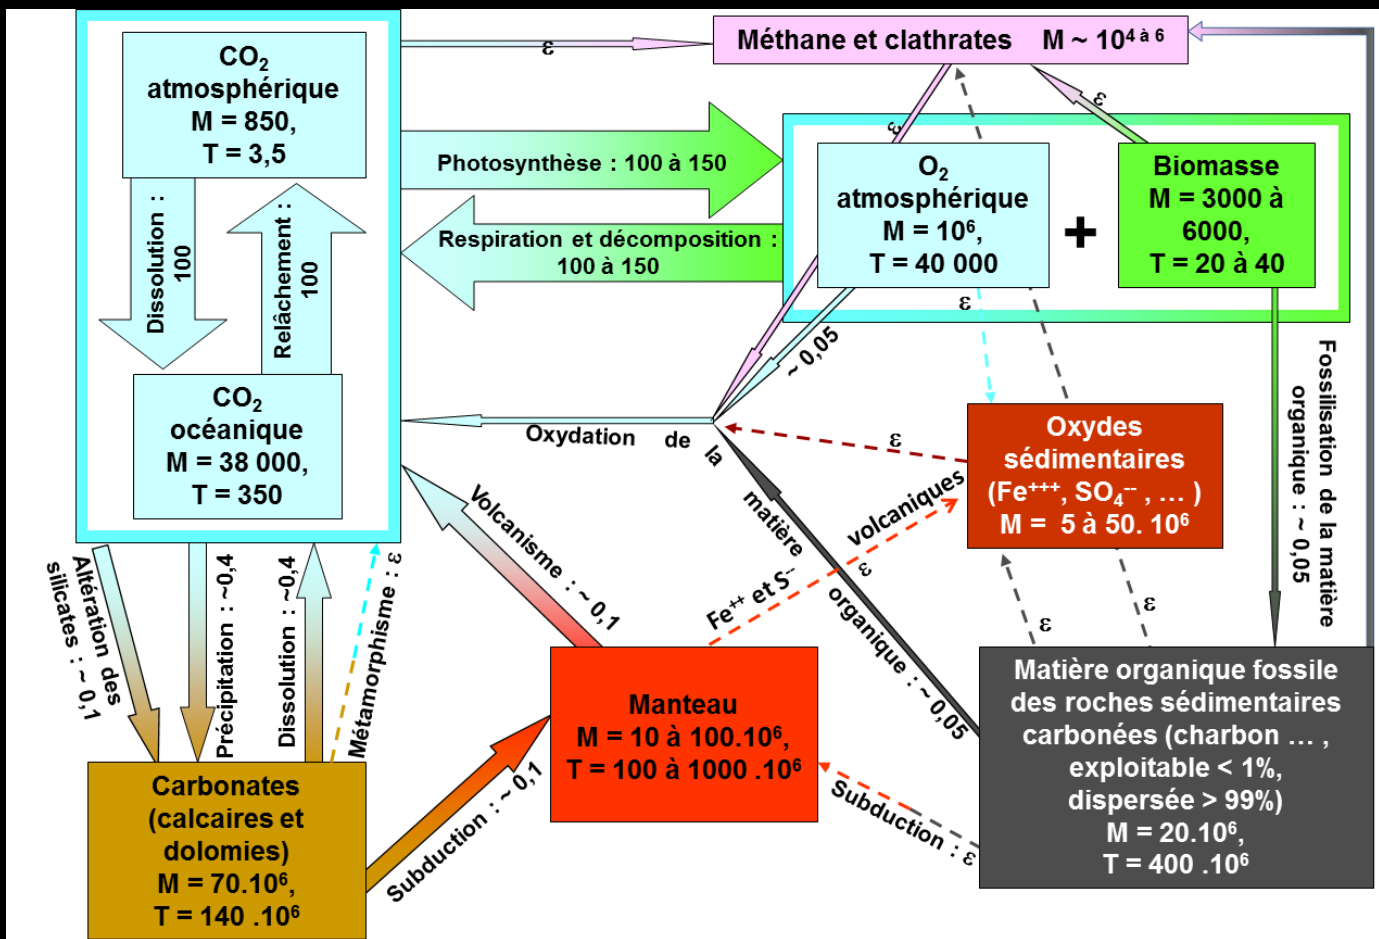 CO₂
atmosphérique
M = 850,
T = 3,5
Dissolution :
100
Relâchement :
100
CO₂
océanique
M = 38 000,
T = 350
ε
Méthane et clathrates M ~ 10⁴ ᵃ̀ ⁶
Photosynthèse : 100 à 150
Respiration et décomposition :
100 à 150
ε
ε
O₂
atmosphérique
M = 10⁶,
T = 40 000
+
Biomasse
M = 3000 à
6000,
T = 20 à 40
ε
~ 0,05
Fossilisation de la matière
organique : ~ 0,05
Oxydation de la
matière
organique : ~ 0,05
ε
ε
Oxydes
sédimentaires
(Fe⁺⁺⁺, SO₄⁻⁻ , … )
M = 5 à 50. 10⁶
Fe⁺⁺ et S⁻⁻
volcaniques
ε
ε
Volcanisme : ~ 0,1
Altération des
silicates : ~ 0,1
Précipitation : ~0,4
Dissolution : ~0,4
Métamorphisme : ε
Manteau
M = 10 à 100.10⁶,
T = 100 à 1000 .10⁶
Matière organique fossile
des roches sédimentaires
carbonées (charbon … ,
exploitable < 1%,
dispersée > 99%)
M = 20.10⁶,
T = 400 .10⁶
Subduction : ε
Subduction : ~ 0,1
Carbonates
(calcaires et
dolomies)
M = 70.10⁶,
T = 140 .10⁶